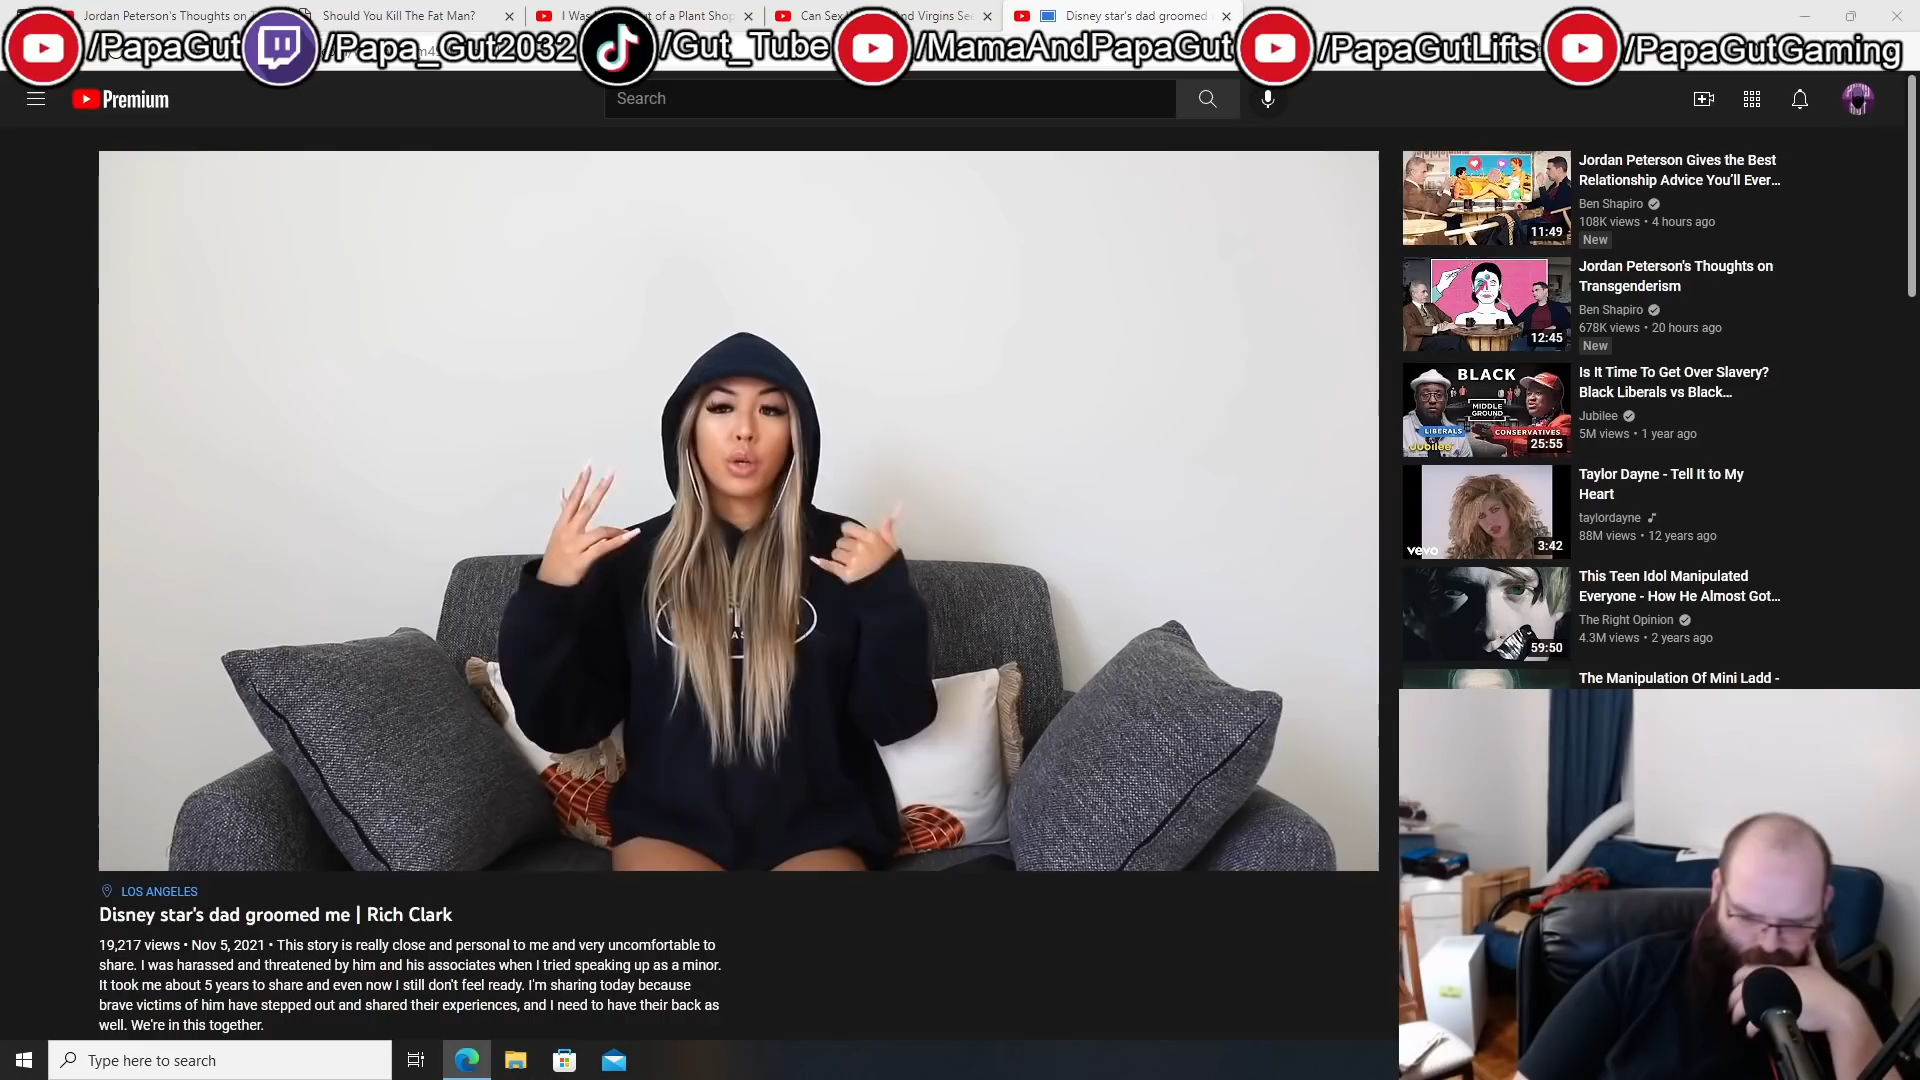 Jordan Peterson's Thoughts on
Should You Kill The Fat Man?
of a Plant Shop
Disney star's dad groomed
/PapaGut
/Papa_Gut2032
/Gut_Tube
/MamaAndPapaGut
/PapaGutLifts
/PapaGutGaming
Premium
Search
LOS ANGELES
Disney star's dad groomed me | Rich Clark
19,217 views • Nov 5, 2021 • This story is really close and personal to me and very uncomfortable to
share. I was harassed and threatened by him and his associates when I tried speaking up as a minor.
It took me about 5 years to share and even now I still don't feel ready. I'm sharing today because
brave victims of him have stepped out and shared their experiences, and I need to have their back as
well. We're in this together.
11:49
Jordan Peterson Gives the Best
Relationship Advice You'll Ever...
Ben Shapiro
108K views • 4 hours ago
New
12:45
Jordan Peterson's Thoughts on
Transgenderism
Ben Shapiro
678K views • 20 hours ago
New
BLACK
MIDDLE
GROUND
LIBERALS
CONSERVATIVES
Jubilee
25:55
Is It Time To Get Over Slavery?
Black Liberals vs Black...
Jubilee
5M views • 1 year ago
vevo
3:42
Taylor Dayne - Tell It to My
Heart
taylordayne
88M views • 12 years ago
59:50
This Teen Idol Manipulated
Everyone - How He Almost Got...
The Right Opinion
4.3M views • 2 years ago
The Manipulation Of Mini Ladd -
Type here to search